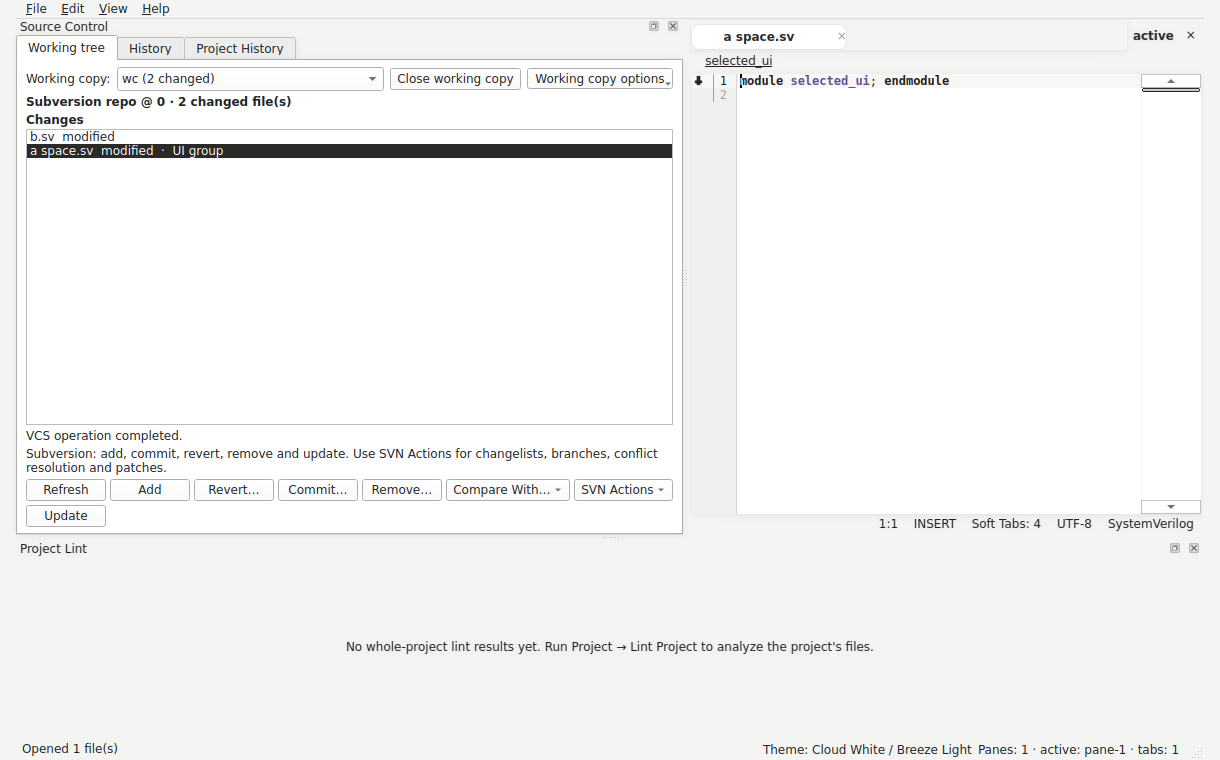 File Edit View Help
Source Control
Working tree History Project History
Working copy: wc (2 changed) Close working copy Working copy options
Subversion repo @ 0 · 2 changed file(s)
Changes
b.sv modified
a space.sv modified · UI group
VCS operation completed.
Subversion: add, commit, revert, remove and update. Use SVN Actions for changelists, branches, conflict
resolution and patches.
Refresh Add Revert… Commit… Remove… Compare With… SVN Actions
Update
a space.sv × active ×
selected_ui
1 module selected_ui; endmodule
2
1:1 INSERT Soft Tabs: 4 UTF-8 SystemVerilog
Project Lint
No whole-project lint results yet. Run Project → Lint Project to analyze the project's files.
Opened 1 file(s) Theme: Cloud White / Breeze Light Panes: 1 · active: pane-1 · tabs: 1